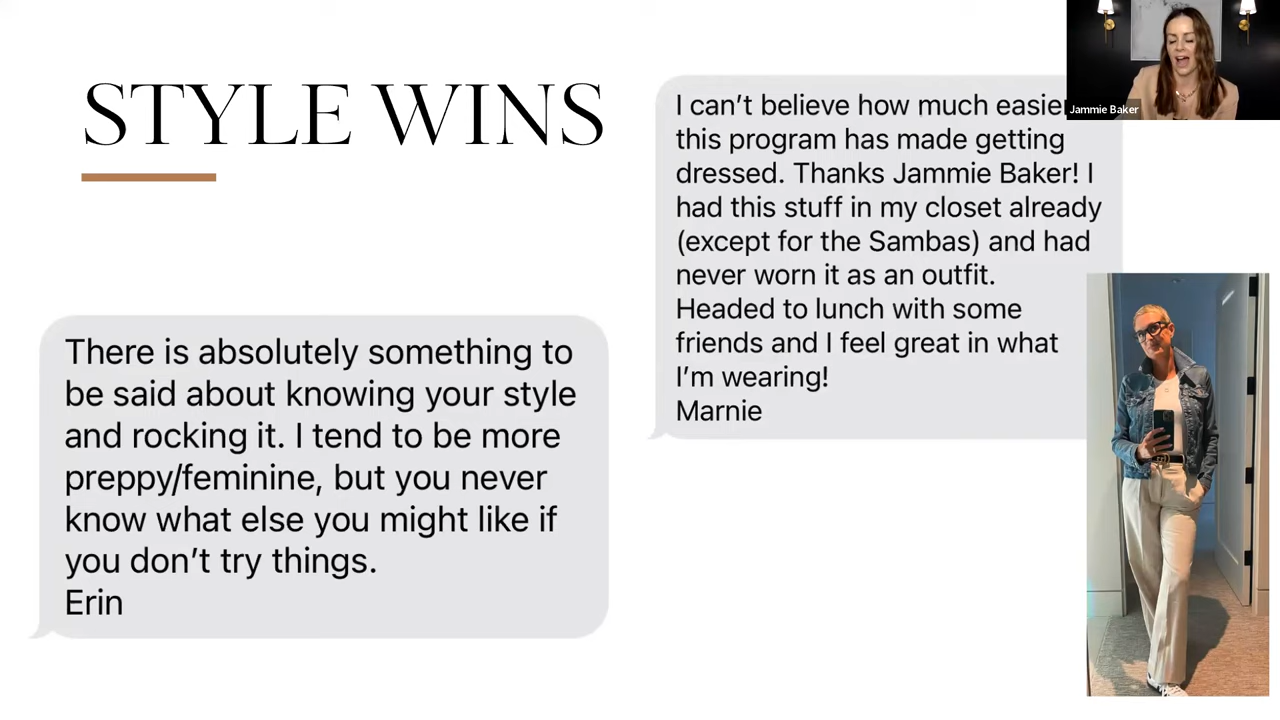 STYLE WINS
There is absolutely something to
be said about knowing your style
and rocking it. I tend to be more
preppy/feminine, but you never
know what else you might like if
you don’t try things.
Erin
I can’t believe how much easier
this program has made getting
dressed. Thanks Jammie Baker! I
had this stuff in my closet already
(except for the Sambas) and had
never worn it as an outfit.
Headed to lunch with some
friends and I feel great in what
I’m wearing!
Marnie
Jammie Baker